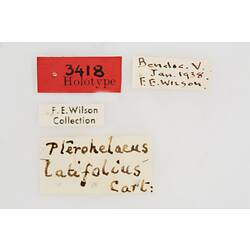 3418
Holotype
Bendoc. V.
Jan. 1938.
F.E. Wilson.
F. E. Wilson
Collection
Pterohelaeus
latifolius
Cart: